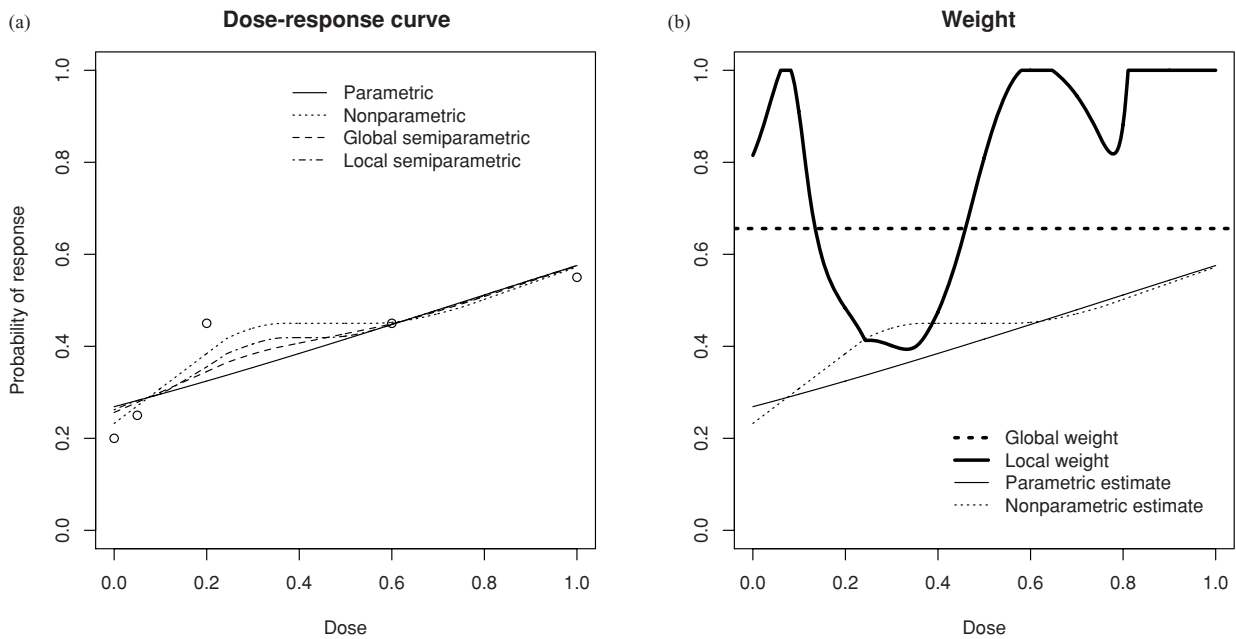 (a)
Dose-response curve
Parametric
Nonparametric
Global semiparametric
Local semiparametric
Probability of response
1.0
0.8
0.6
0.4
0.2
0.0
0.0 0.2 0.4 0.6 0.8 1.0
Dose
(b)
Weight
1.0
0.8
0.6
0.4
0.2
0.0
Global weight
Local weight
Parametric estimate
Nonparametric estimate
0.0 0.2 0.4 0.6 0.8 1.0
Dose